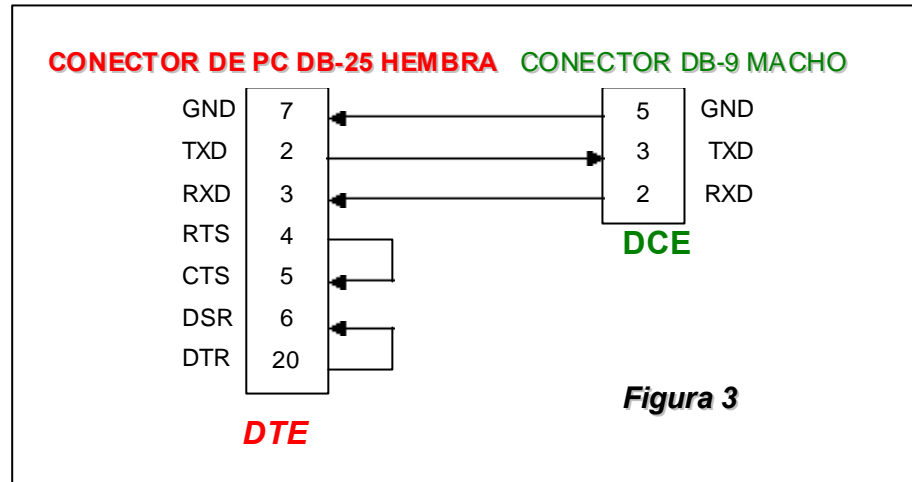 CONECTOR DE PC DB-25 HEMBRA CONECTOR DB-9 MACHO
GND 7 5 GND
TXD 2 3 TXD
RXD 3 2 RXD
RTS 4 DCE
CTS 5
DSR 6
DTR 20
Figura 3
DTE